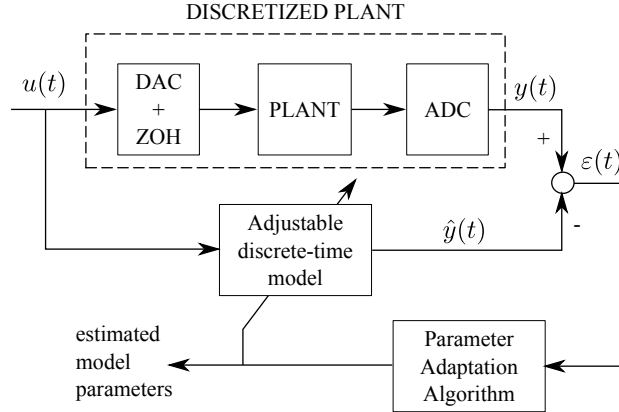 DISCRETIZED PLANT
u(t)
DAC
+
ZOH
PLANT
ADC
y(t)
+
ε(t)
Adjustable
discrete-time
model
ŷ(t)
-
estimated
model
parameters
Parameter
Adaptation
Algorithm